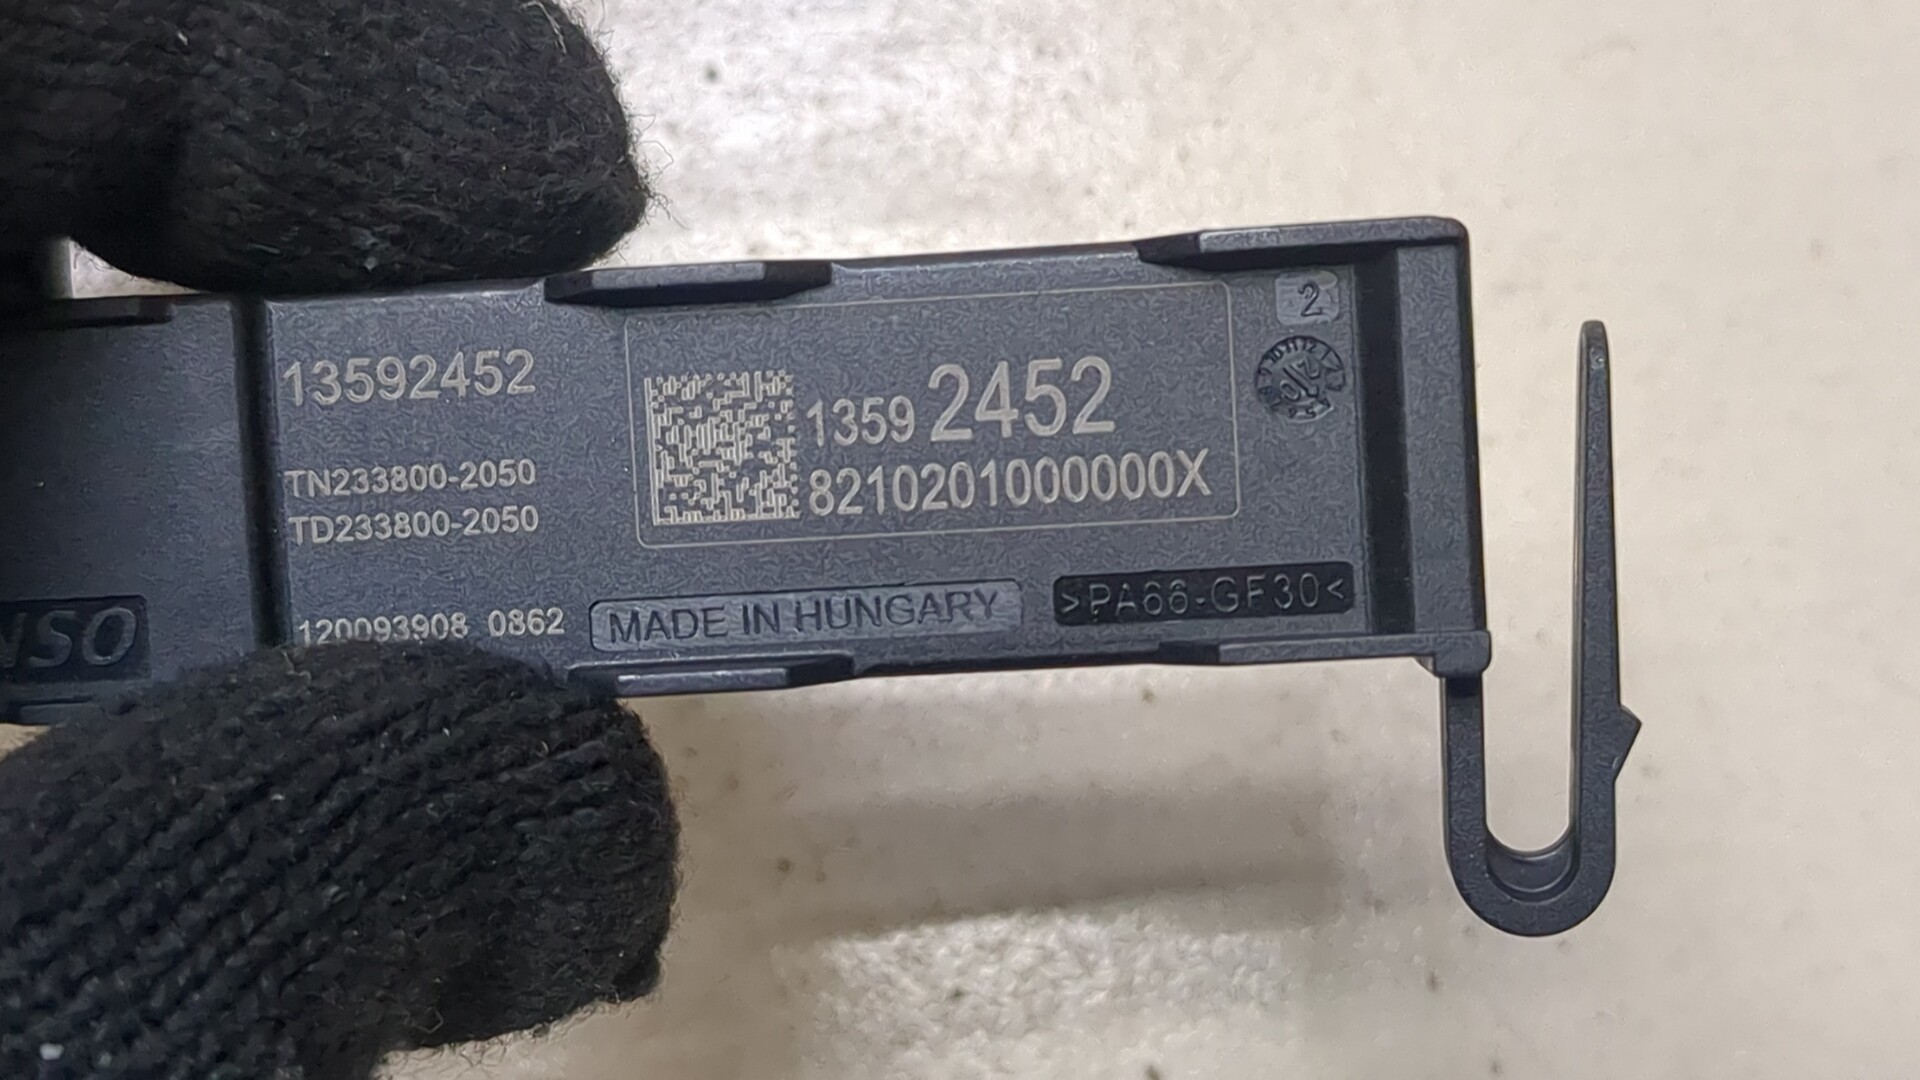 13592452
TN233800-2050
TD233800-2050
120093908 0862
NSO
1359 2452
8210201000000X
MADE IN HUNGARY
>PA66-GF30<
2